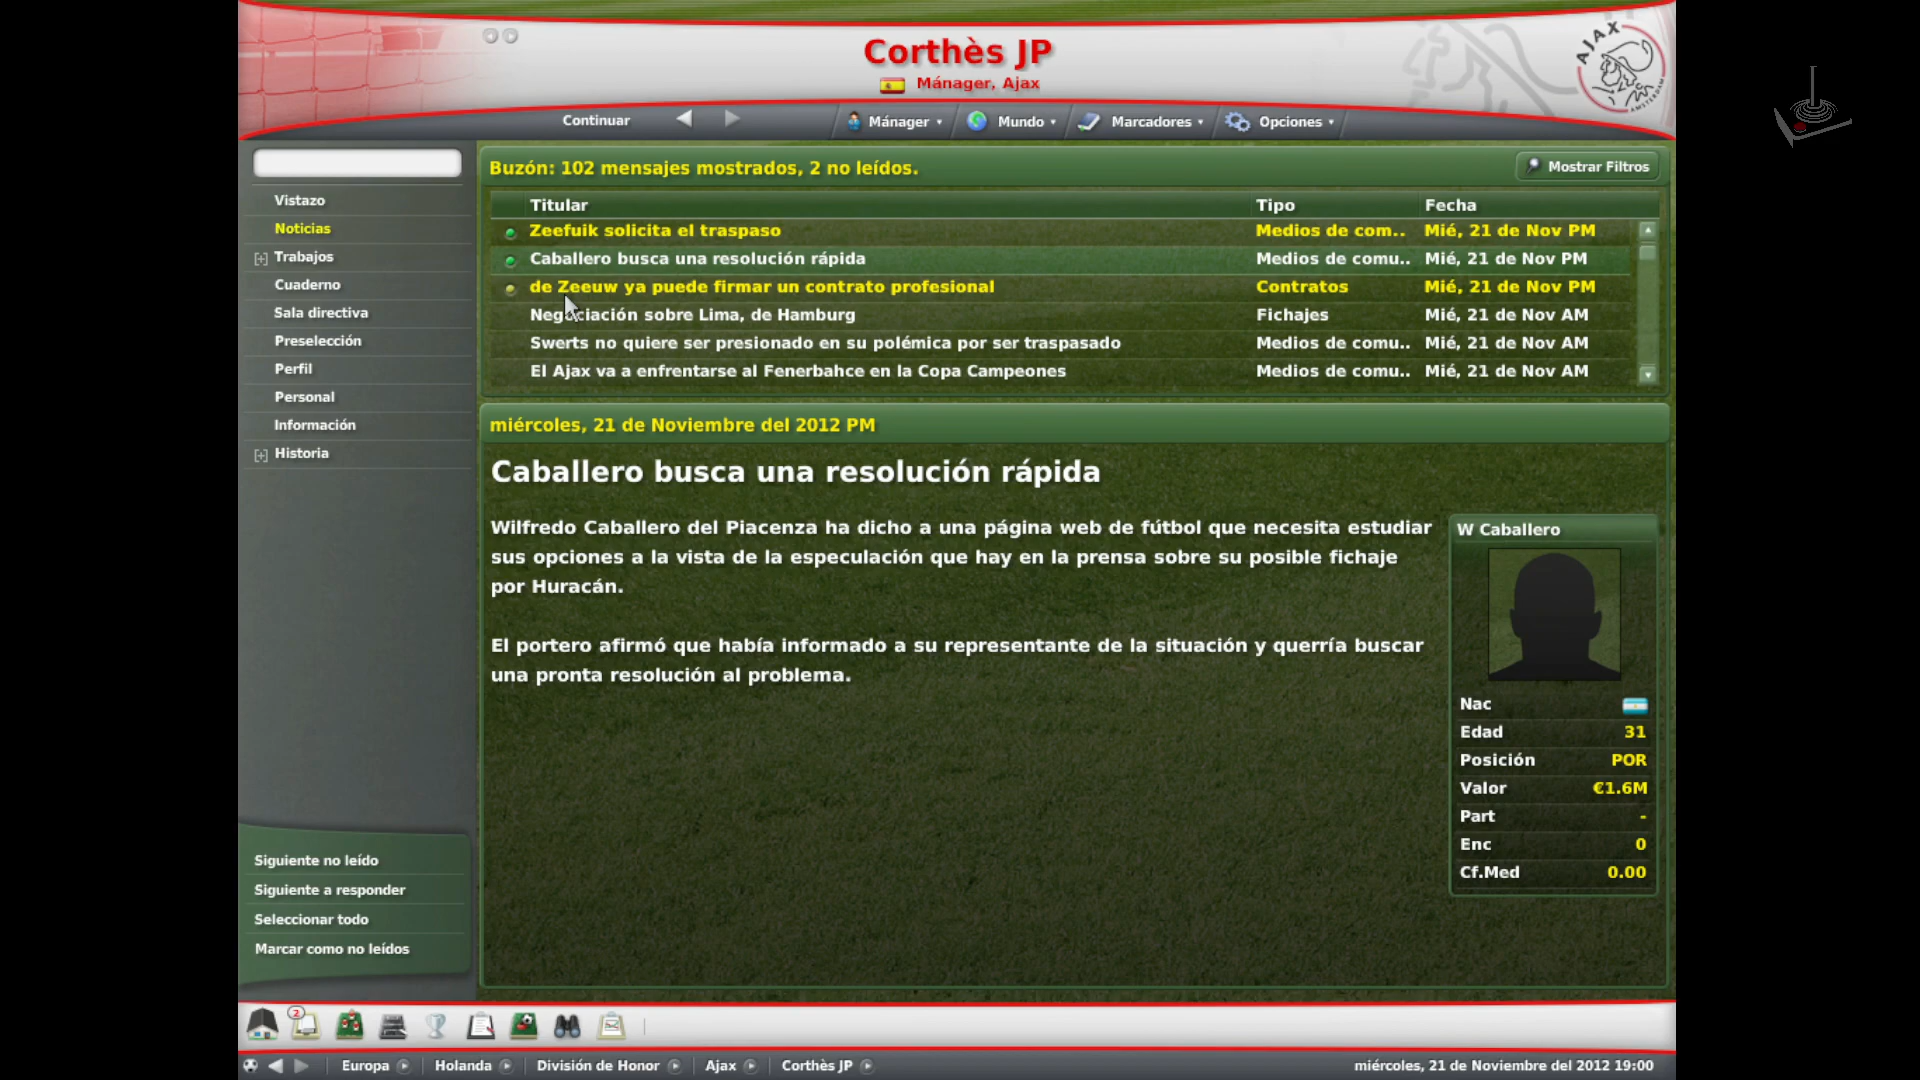 Corthès JP
Mánager, Ajax
AJAX
AMSTERDAM
Continuar
Mánager
Mundo
Marcadores
Opciones
Vistazo
Noticias
[+] Trabajos
Cuaderno
Sala directiva
Preselección
Perfil
Personal
Información
[+] Historia
Siguiente no leído
Siguiente a responder
Seleccionar todo
Marcar como no leídos
Buzón: 102 mensajes mostrados, 2 no leídos.
Mostrar Filtros
Titular Tipo Fecha
Zeefuik solicita el traspaso Medios de com.. Mié, 21 de Nov PM
Caballero busca una resolución rápida Medios de comu.. Mié, 21 de Nov PM
de Zeeuw ya puede firmar un contrato profesional Contratos Mié, 21 de Nov PM
Negociación sobre Lima, de Hamburg Fichajes Mié, 21 de Nov AM
Swerts no quiere ser presionado en su polémica por ser traspasado Medios de comu.. Mié, 21 de Nov AM
El Ajax va a enfrentarse al Fenerbahce en la Copa Campeones Medios de comu.. Mié, 21 de Nov AM
miércoles, 21 de Noviembre del 2012 PM
Caballero busca una resolución rápida
Wilfredo Caballero del Piacenza ha dicho a una página web de fútbol que necesita estudiar
sus opciones a la vista de la especulación que hay en la prensa sobre su posible fichaje
por Huracán.
El portero afirmó que había informado a su representante de la situación y querría buscar
una pronta resolución al problema.
W Caballero
Nac
Edad 31
Posición POR
Valor €1.6M
Part -
Enc 0
Cf.Med 0.00
2
Europa
Holanda
División de Honor
Ajax
Corthès JP
miércoles, 21 de Noviembre del 2012 19:00